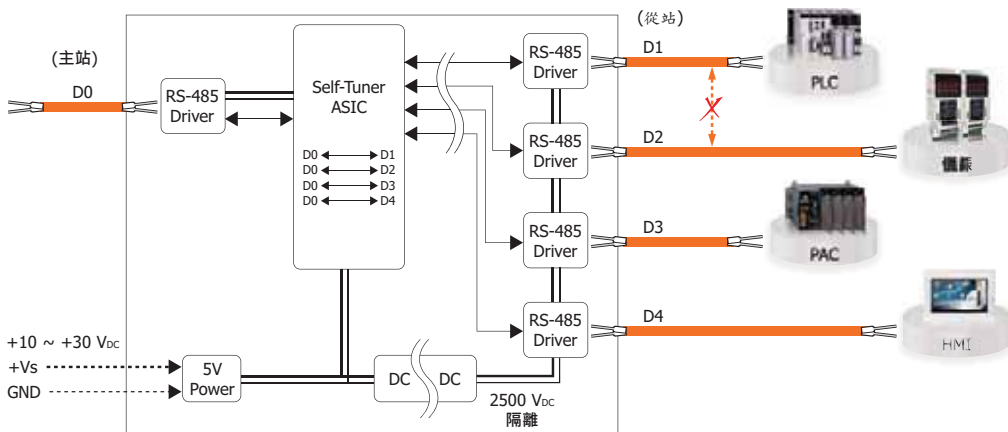 (主站)
D0
RS-485
Driver
Self-Tuner
ASIC
D0 D1
D0 D2
D0 D3
D0 D4
(從站)
RS-485
Driver
D1
PLC
RS-485
Driver
D2
RS-485
Driver
D3
PAC
RS-485
Driver
D4
HMI
+10 ~ +30 VDC
+Vs
GND
5V
Power
DC DC
2500 VDC
隔離